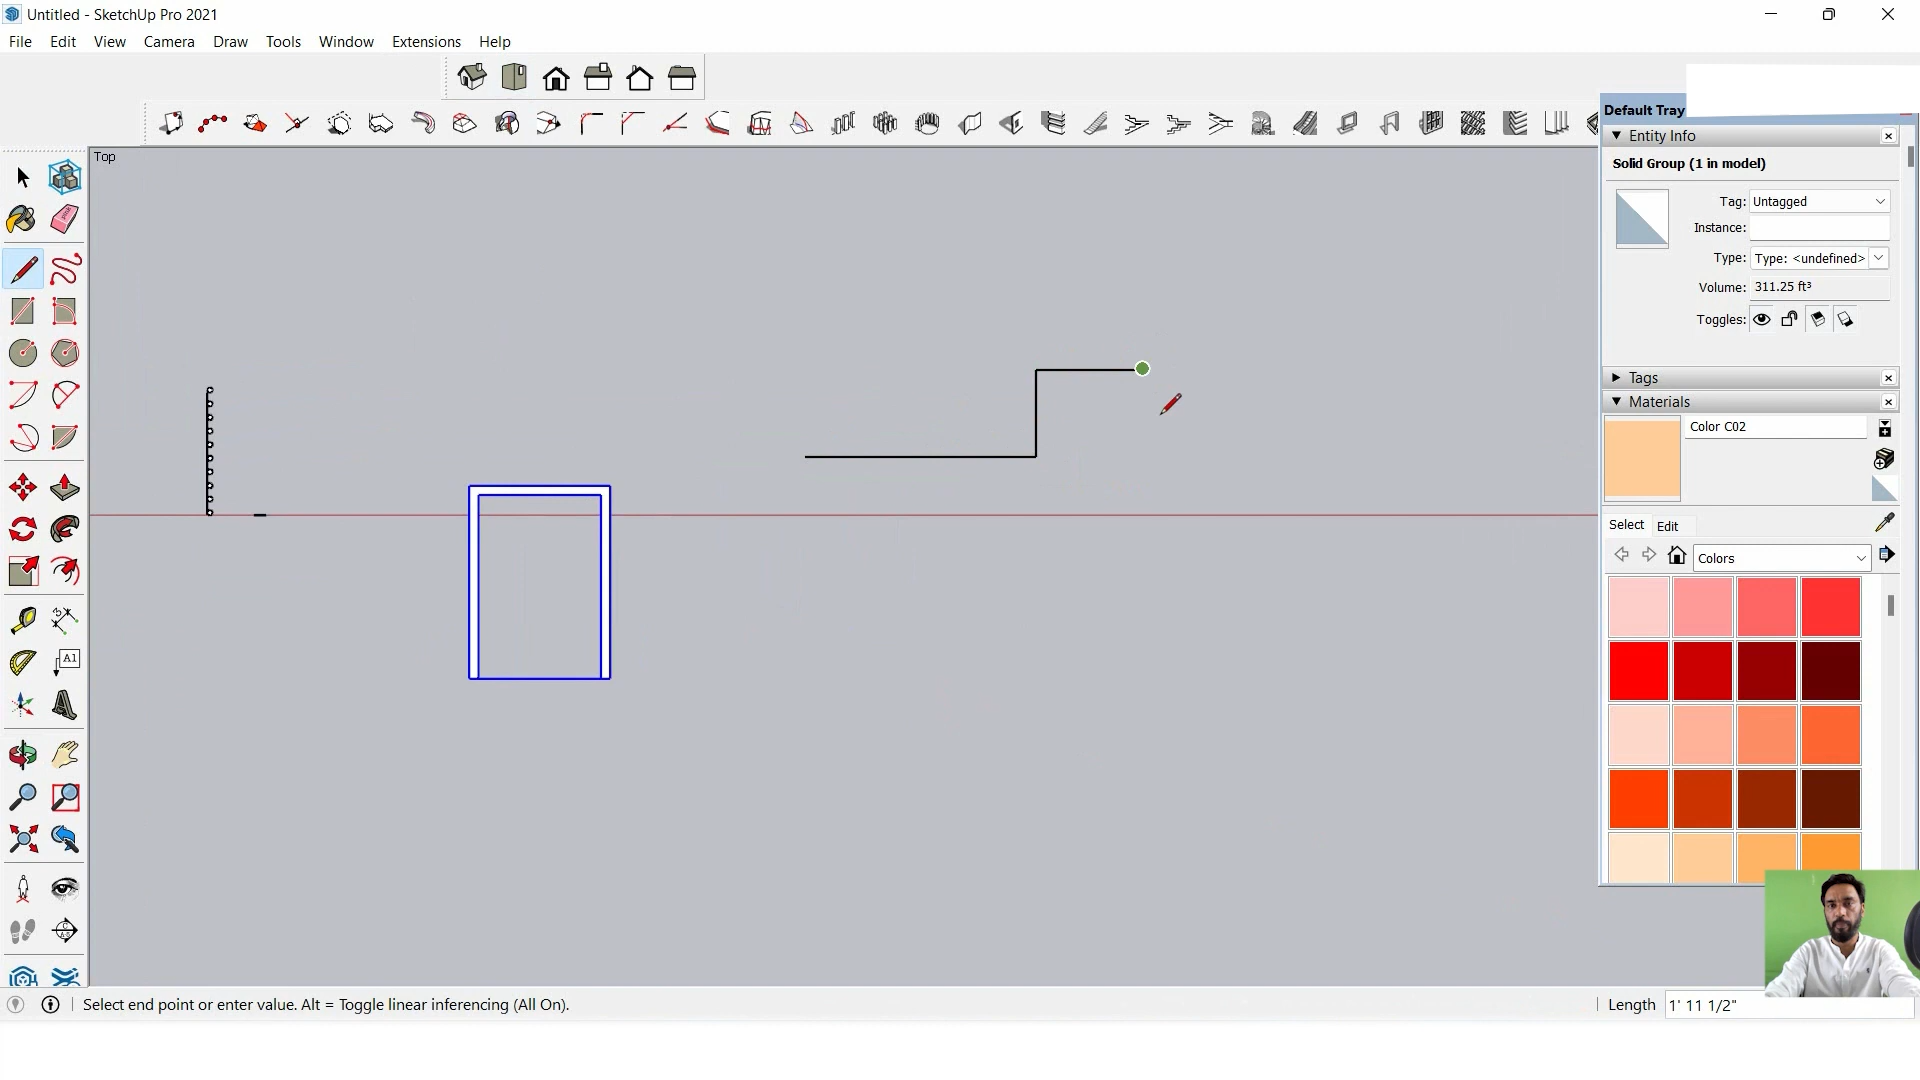 Untitled - SketchUp Pro 2021
File Edit View Camera Draw Tools Window Extensions Help
Default Tray
Top
Entity Info
Solid Group (1 in model)
Tag: Untagged
Instance:
Type: Type: <undefined>
Volume: 311.25 ft³
Toggles:
Tags
Materials
Color C02
Select Edit
Colors
A1
Select end point or enter value. Alt = Toggle linear inferencing (All On).
Length 1' 11 1/2"